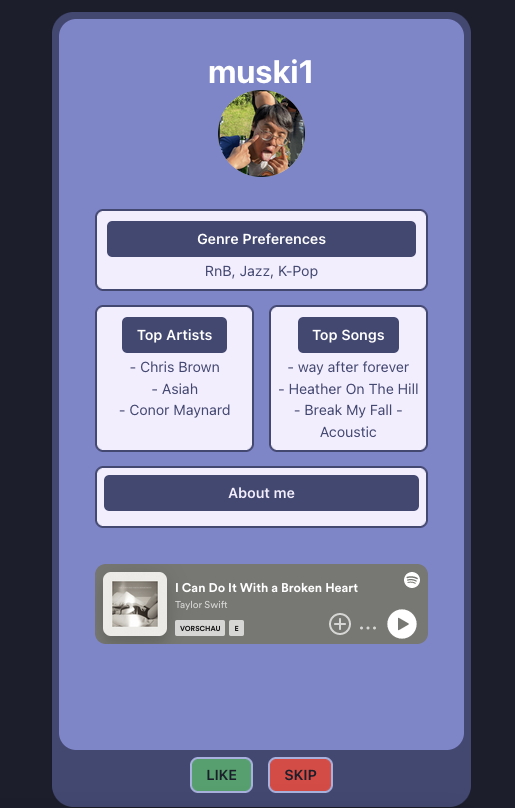 muski1
Genre Preferences
RnB, Jazz, K-Pop
Top Artists
- Chris Brown
- Asiah
- Conor Maynard
Top Songs
- way after forever
- Heather On The Hill
- Break My Fall -
Acoustic
About me
I Can Do It With a Broken Heart
Taylor Swift
VORSCHAU E
LIKE SKIP